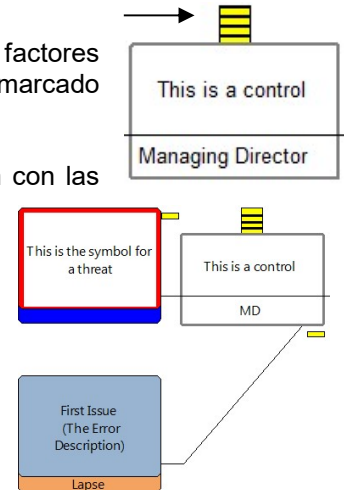 factores
marcado
This is a control
Managing Director
con las
This is the symbol for
a threat
This is a control
MD
First Issue
(The Error
Description)
Lapse